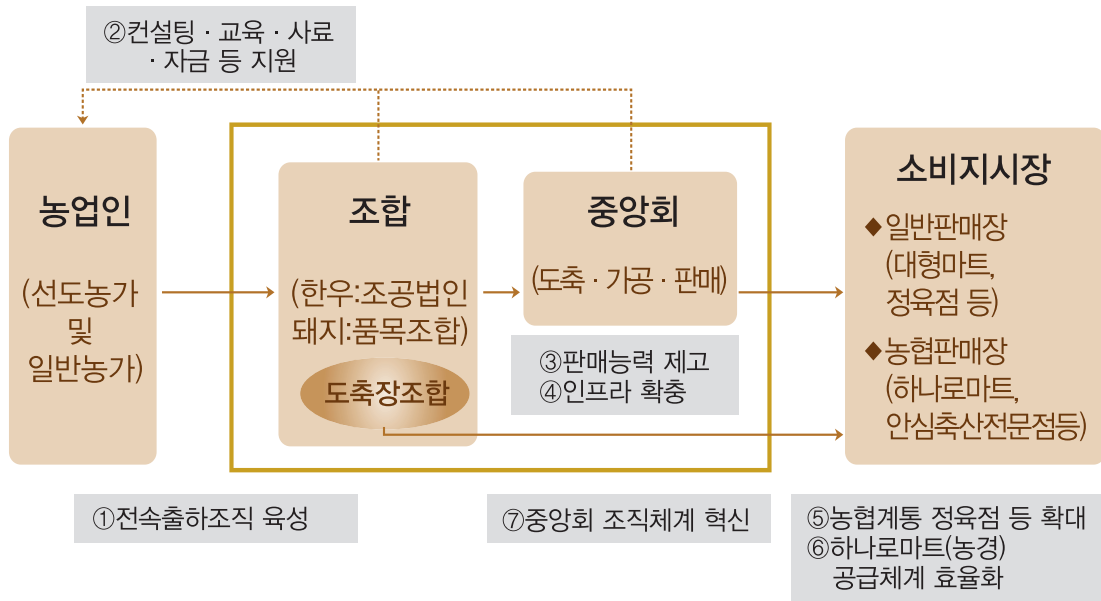 ②컨설팅 · 교육 · 사료
· 자금 등 지원
농업인
(선도농가
및
일반농가)
조합
(한우:조공법인
돼지:품목조합)
도축장조합
중앙회
(도축 · 가공 · 판매)
③판매능력 제고
④인프라 확충
소비지시장
◆일반판매장
(대형마트,
정육점 등)
◆농협판매장
(하나로마트,
안심축산전문점등)
①전속출하조직 육성
⑦중앙회 조직체계 혁신
⑤농협계통 정육점 등 확대
⑥하나로마트(농경)
공급체계 효율화